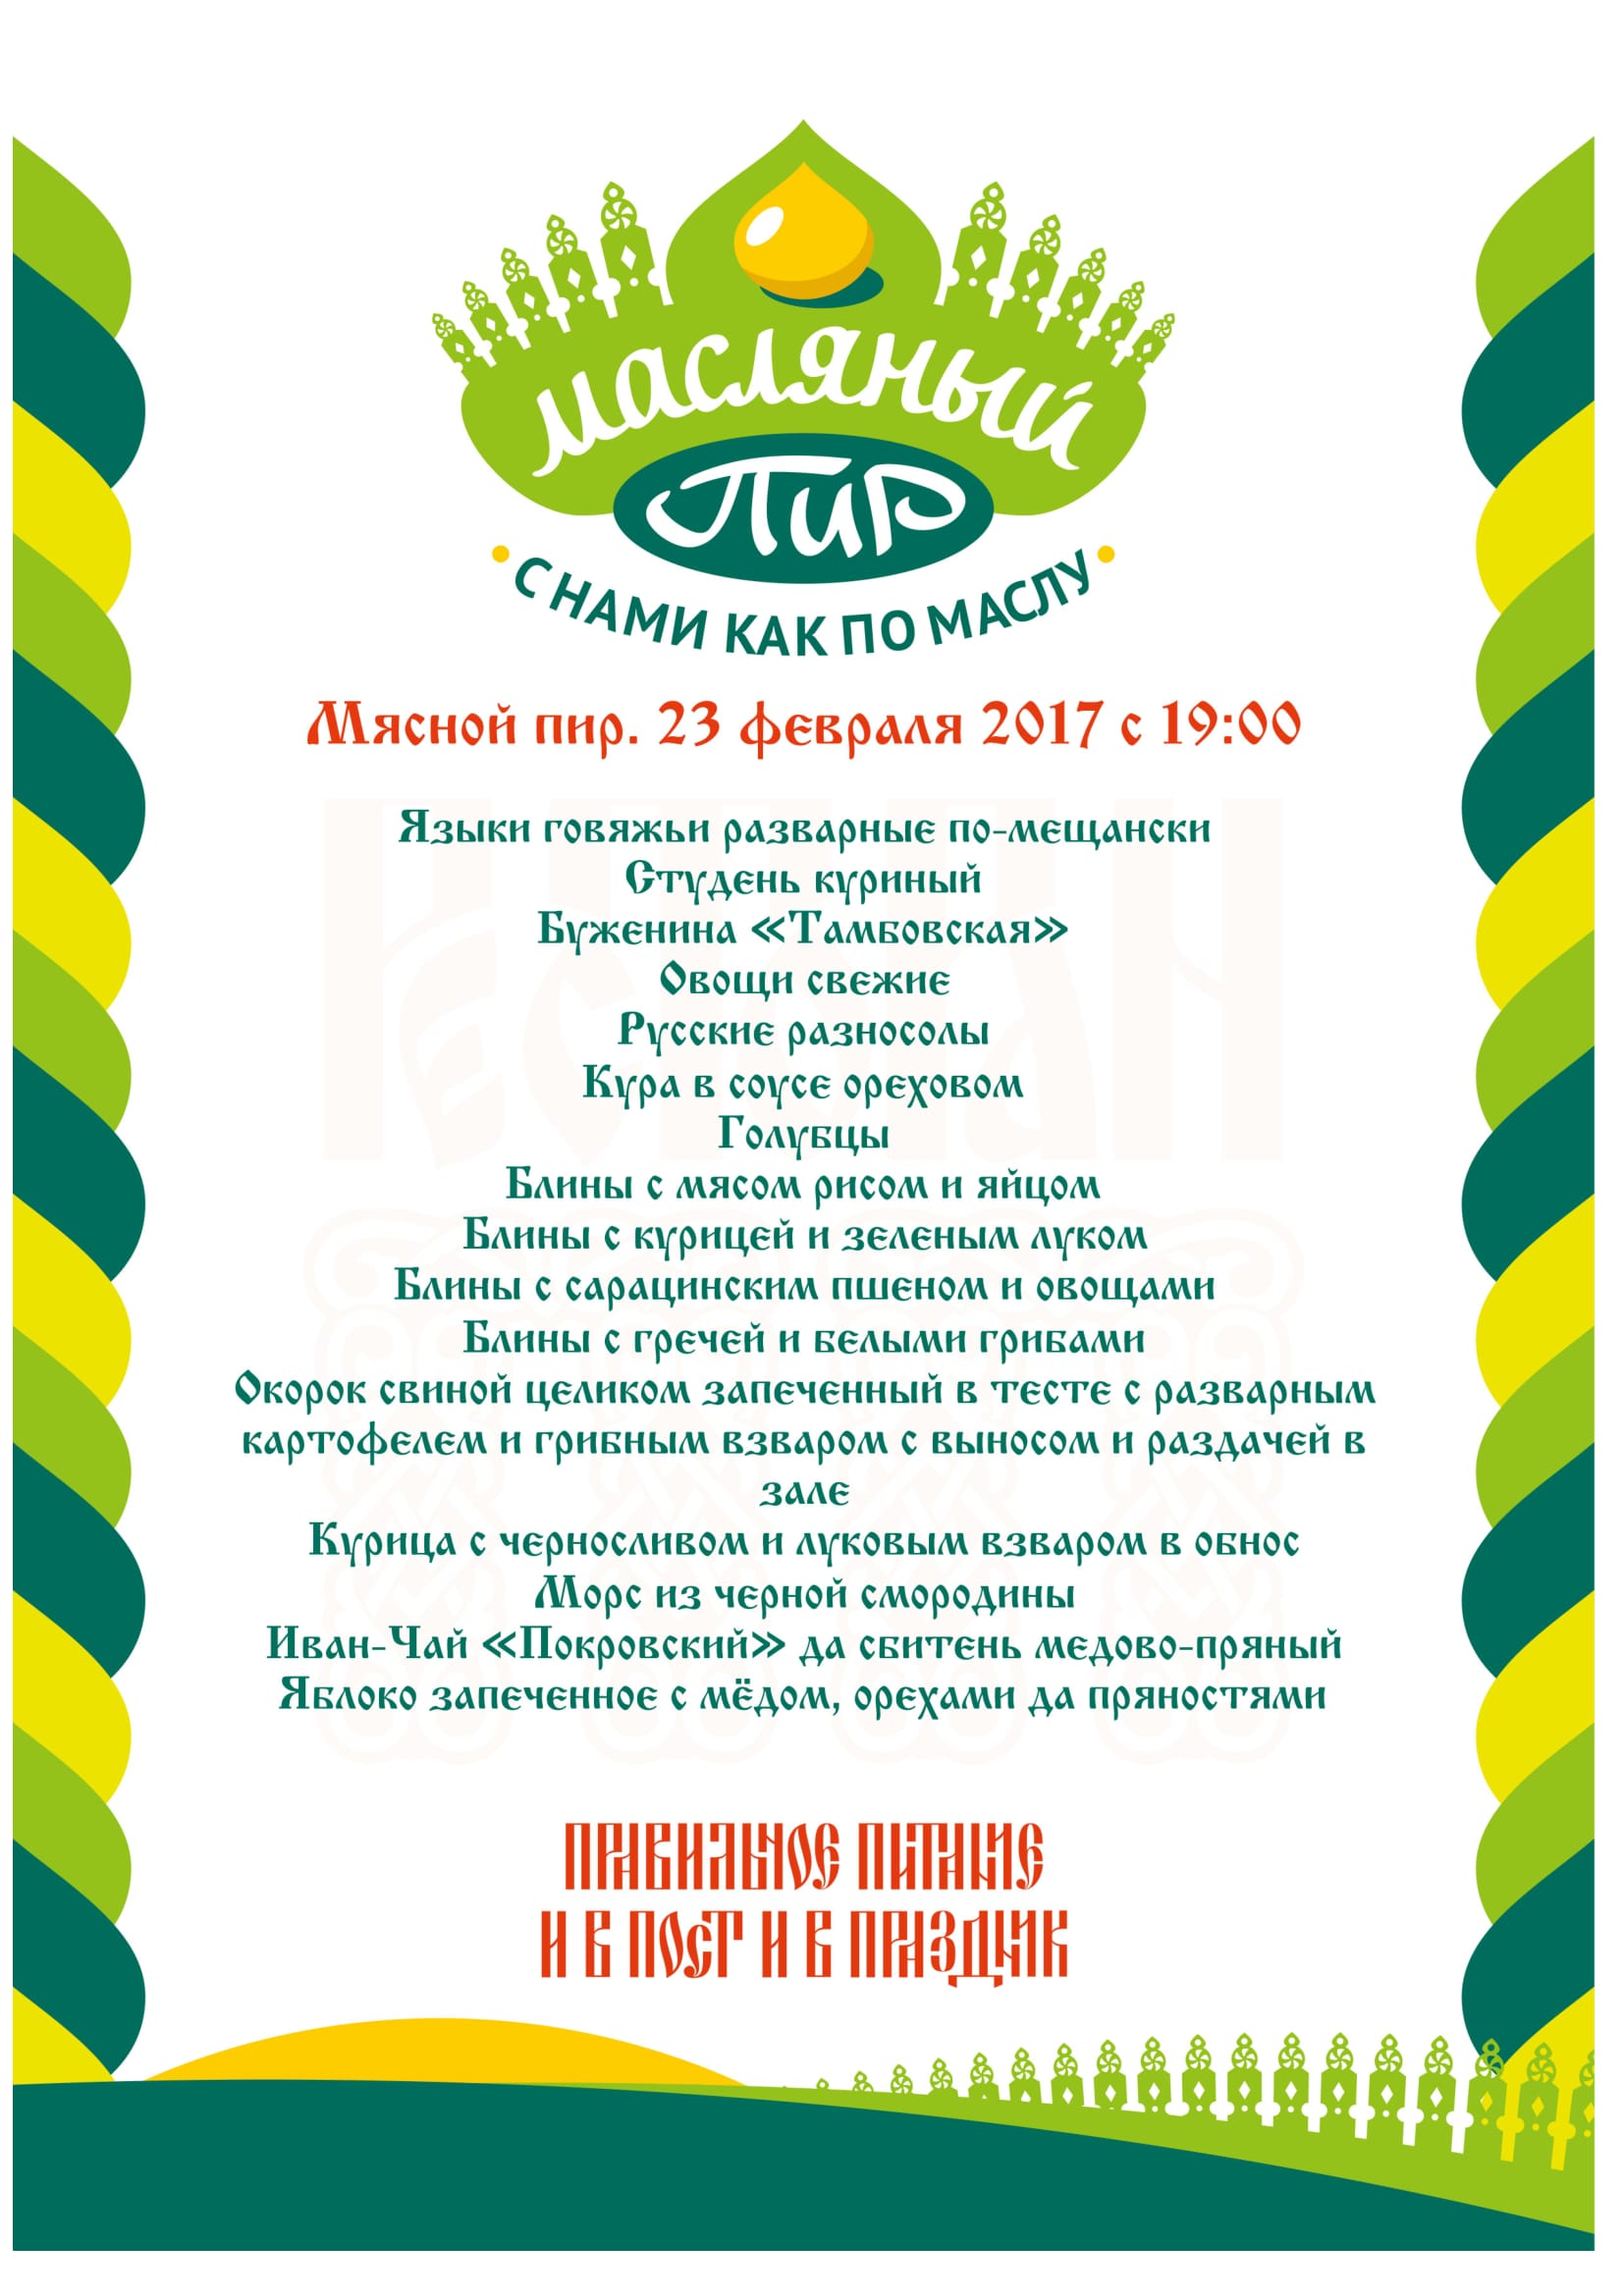 масляный
пир
С НАМИ КАК ПО МАСЛУ
Мясной пир. 23 февраля 2017 с 19:00
Языки говяжьи разварные по-мещански
Студень куриный
Буженина «Тамбовская»
Овощи свежие
Русские разносолы
Кура в соусе ореховом
Голубцы
Блины с мясом рисом и яйцом
Блины с курицей и зеленым луком
Блины с сарацинским пшеном и овощами
Блины с гречей и белыми грибами
Окорок свиной целиком запеченный в тесте с разварным
картофелем и грибным взваром с выносом и раздачей в
зале
Курица с черносливом и луковым взваром в обнос
Морс из черной смородины
Иван-Чай «Покровский» да сбитень медово-пряный
Яблоко запеченное с мёдом, орехами да пряностями
ПРАВИЛЬНОЕ ПИТАНИЕ
И В ПОСТ И В ПРАЗДНИК